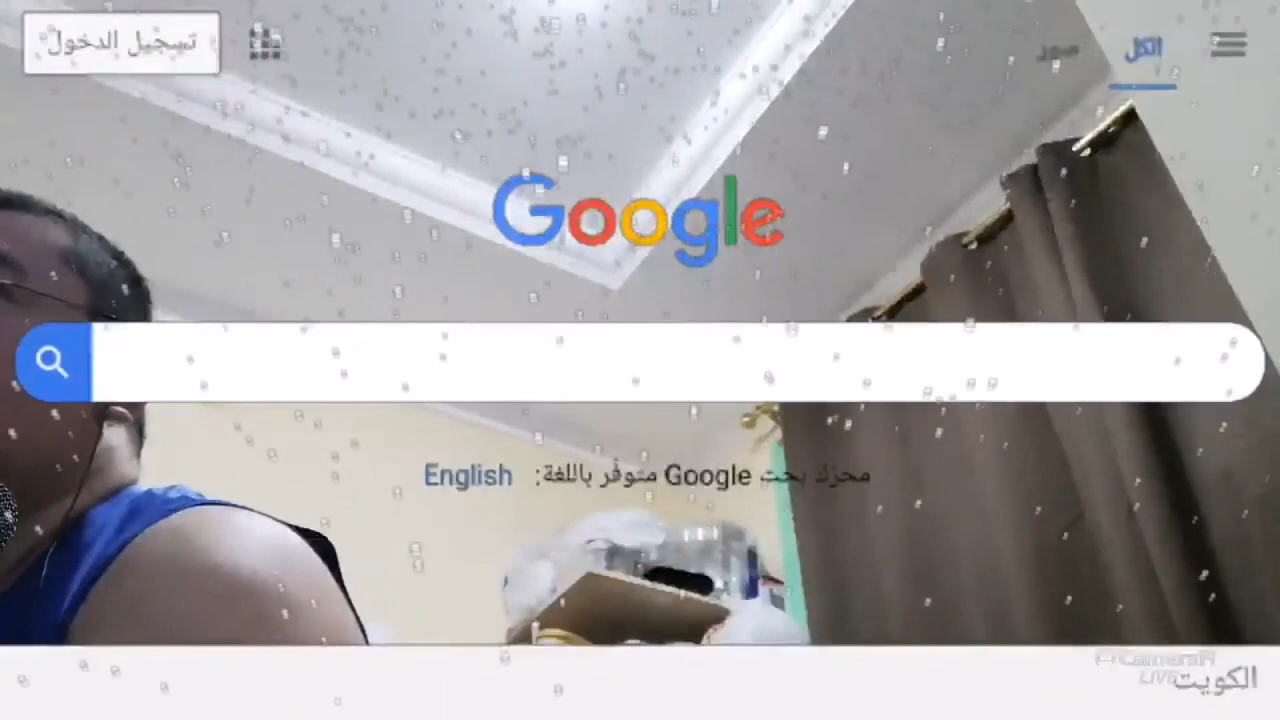 تسجيل الدخول
الكل
صور
Google
محرك بحث Google متوفر باللغة: English
CameraFi
LIVE
الكويت